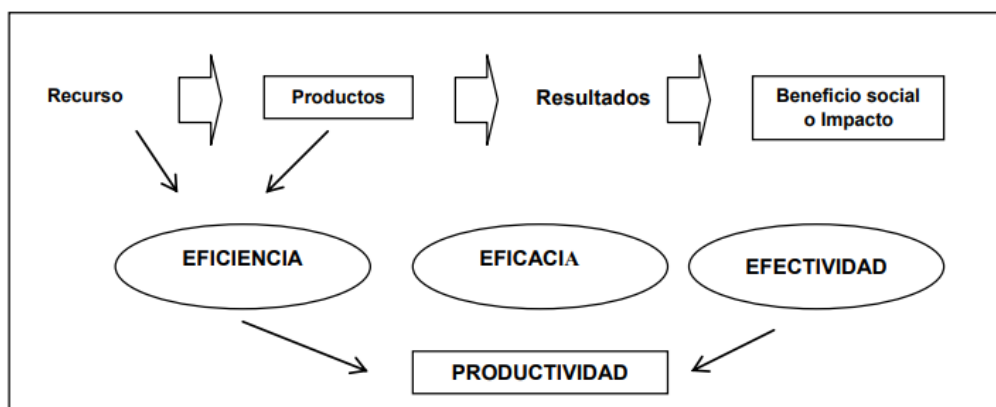 Recurso
Productos
Resultados
Beneficio social
o Impacto
EFICIENCIA
EFICACIA
EFECTIVIDAD
PRODUCTIVIDAD